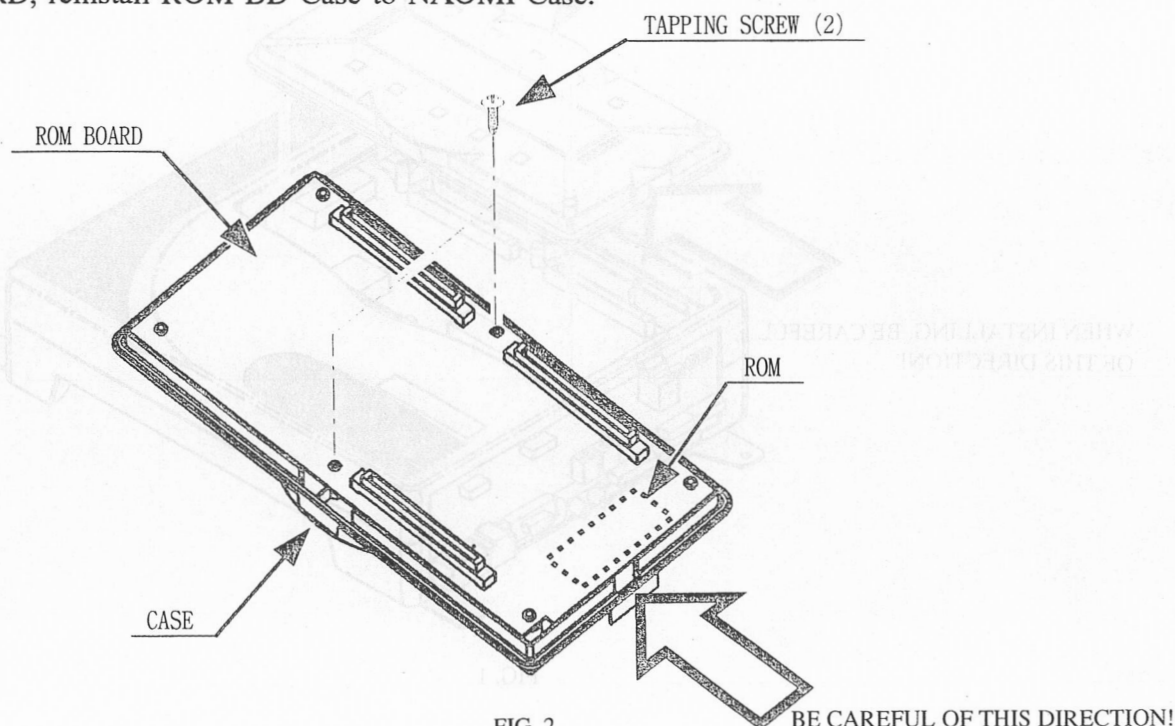 RD, reinstall ROM BD Case to NAOMI Case.
TAPPING SCREW (2)
ROM BOARD
WHEN INSTALLING, BE CAREFUL
OF THIS DIRECTION!
ROM
CASE
FIG. 1
FIG. 2
BE CAREFUL OF THIS DIRECTION!